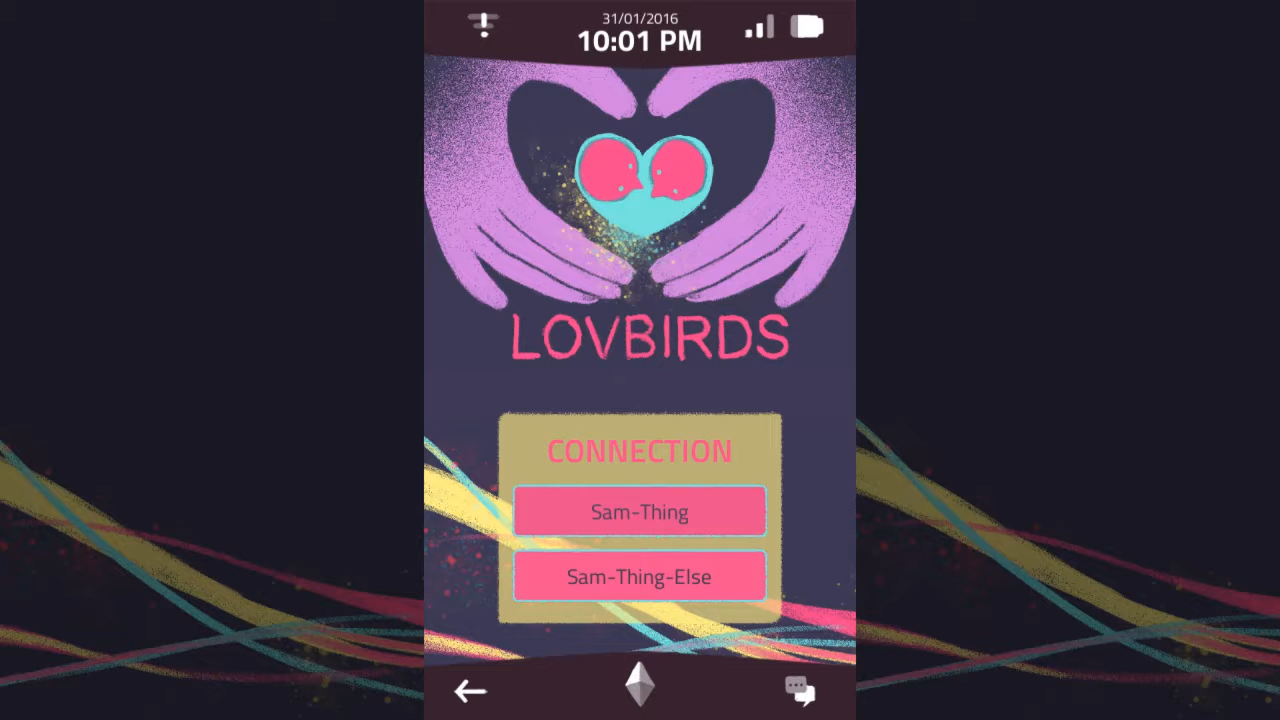 31/01/2016
10:01 PM
LOVBIRDS
CONNECTION
Sam-Thing
Sam-Thing-Else